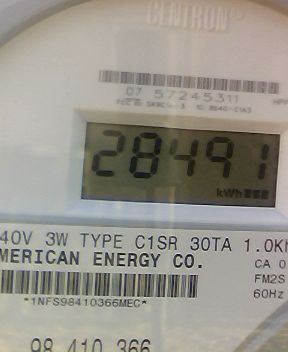 CENTRON
07 57245311
28491
kWh
40V 3W TYPE C1SR 30TA 1.0Kh
MERICAN ENERGY CO.
CA 0
FM2S
60Hz
*1NFS98410366MEC*
98 410 366